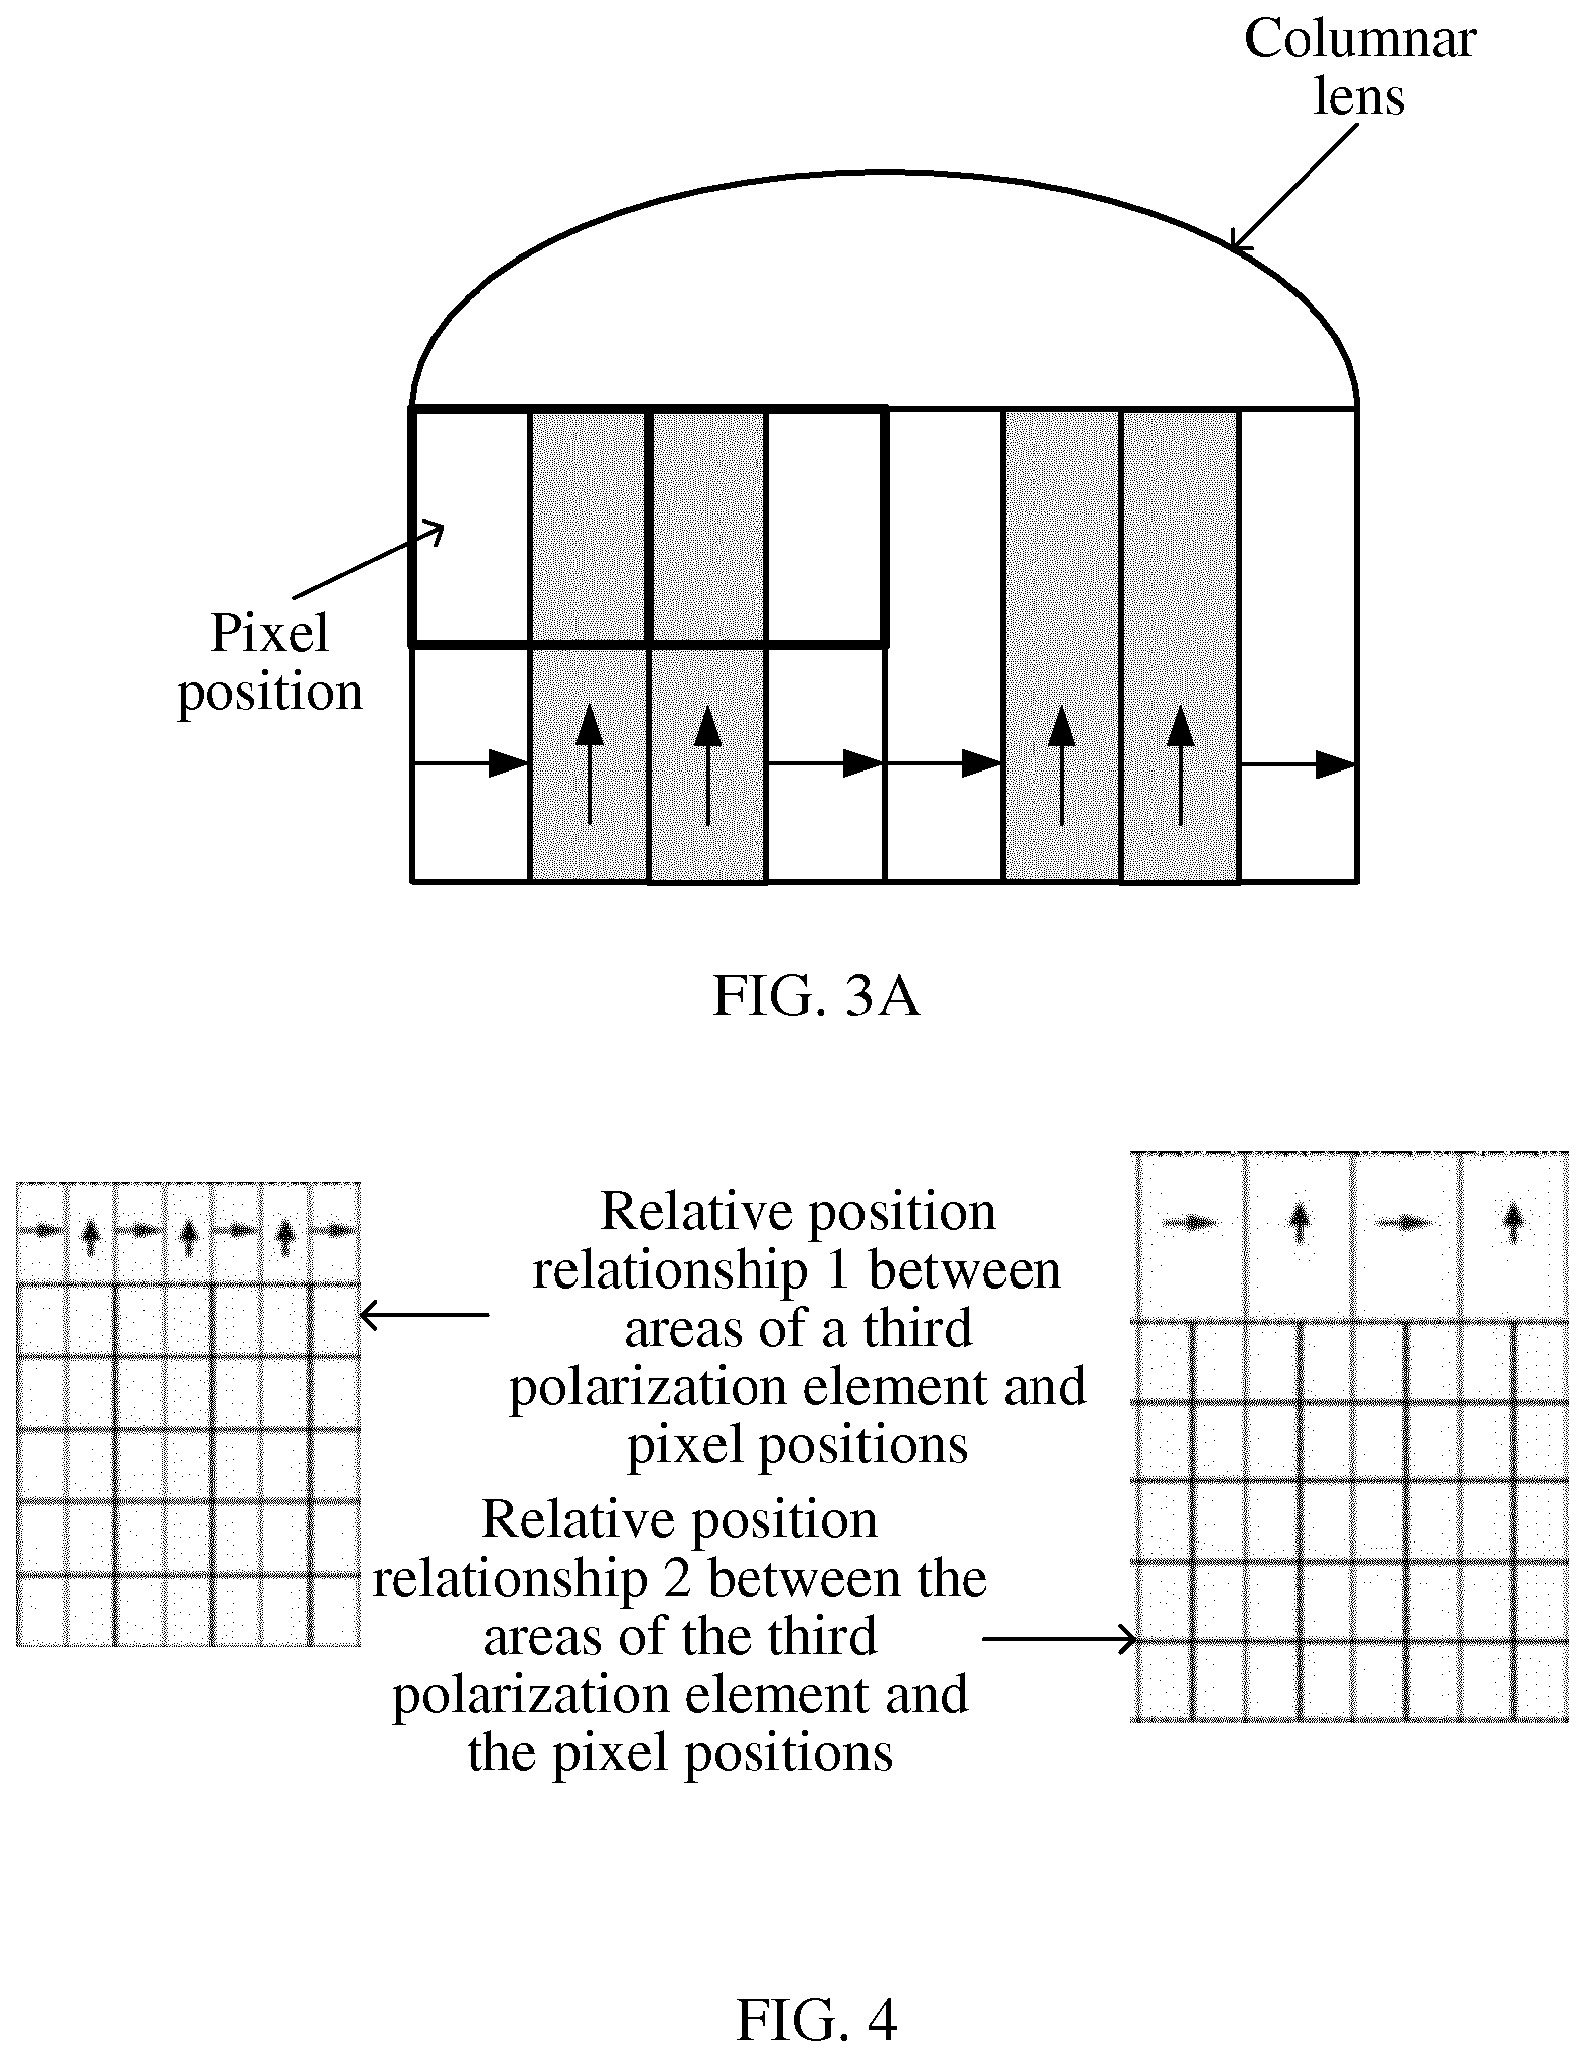 Columnar
lens
Pixel
position
FIG. 3A
Relative position
relationship 1 between
areas of a third
polarization element and
pixel positions
Relative position
relationship 2 between the
areas of the third
polarization element and
the pixel positions
FIG. 4